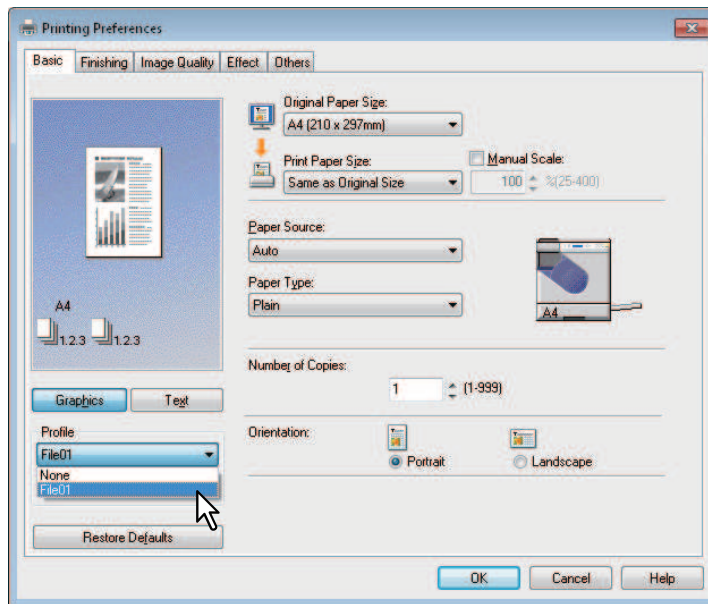 Printing Preferences
Basic
Finishing
Image Quality
Effect
Others
A4
1.2.3
1.2.3
Graphics
Text
Profile
File01
None
File01
Restore Defaults
Original Paper Size:
A4 (210 x 297mm)
Print Paper Size:
Same as Original Size
Manual Scale:
100 %(25-400)
Paper Source:
Auto
Paper Type:
Plain
A4
Number of Copies:
1 (1-999)
Orientation:
Portrait
Landscape
OK
Cancel
Help